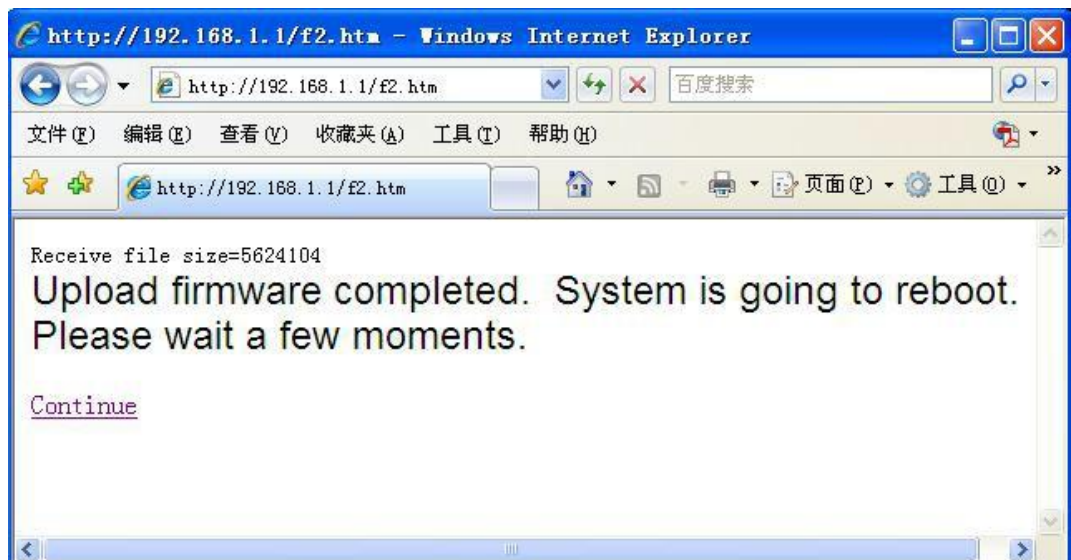 http://192.168.1.1/f2.htm - Windows Internet Explorer
http://192.168.1.1/f2.htm 百度搜索
文件(F) 编辑(E) 查看(V) 收藏夹(A) 工具(T) 帮助(H)
http://192.168.1.1/f2.htm 页面(P) 工具(O) »
Receive file size=5624104
Upload firmware completed. System is going to reboot.
Please wait a few moments.
Continue